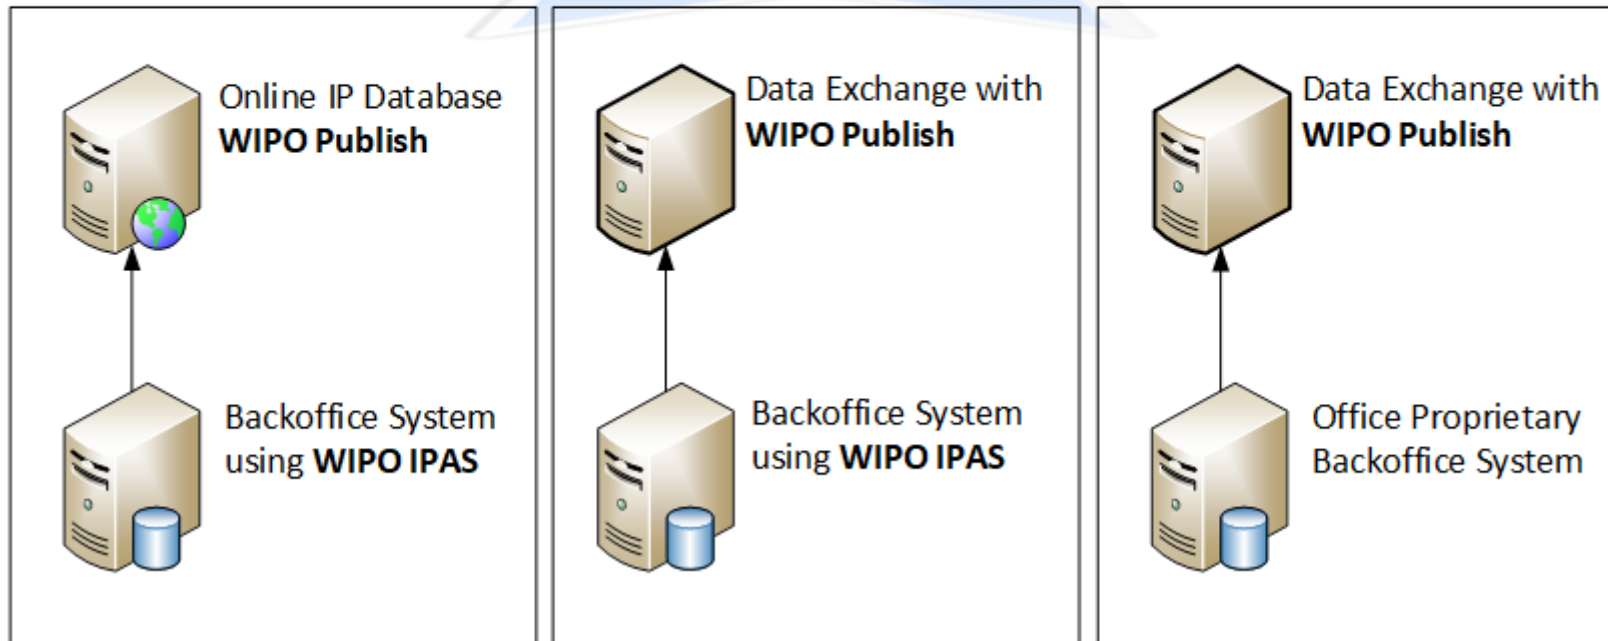 Online IP Database
WIPO Publish
Backoffice System
using WIPO IPAS
Data Exchange with
WIPO Publish
Backoffice System
using WIPO IPAS
Data Exchange with
WIPO Publish
Office Proprietary
Backoffice System